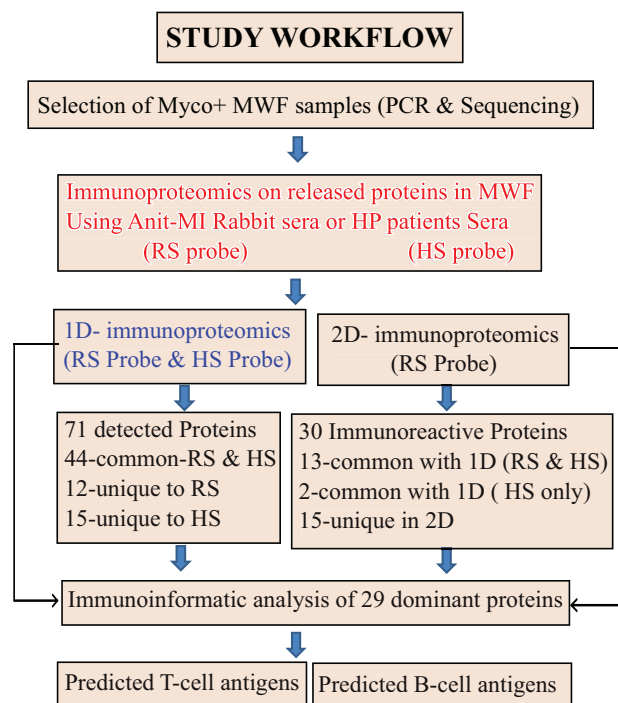 STUDY WORKFLOW
Selection of Myco+ MWF samples (PCR & Sequencing)
Immunoproteomics on released proteins in MWF
Using Anit-MI Rabbit sera or HP patients Sera
(RS probe) (HS probe)
1D- immunoproteomics
(RS Probe & HS Probe)
2D- immunoproteomics
(RS Probe)
71 detected Proteins
44-common-RS & HS
12-unique to RS
15-unique to HS
30 Immunoreactive Proteins
13-common with 1D (RS & HS)
2-common with 1D ( HS only)
15-unique in 2D
Immunoinformatic analysis of 29 dominant proteins
Predicted T-cell antigens
Predicted B-cell antigens